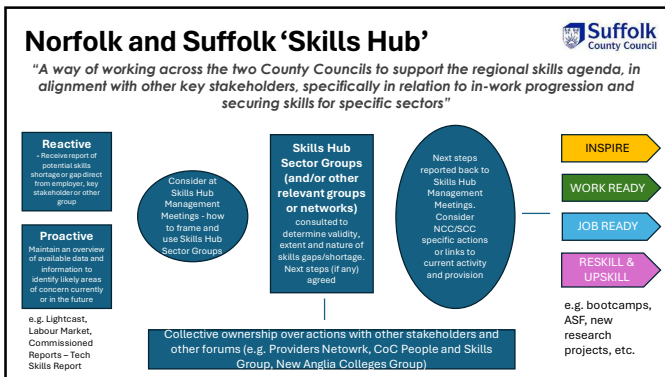 Norfolk and Suffolk ‘Skills Hub’
Suffolk
County Council
“A way of working across the two County Councils to support the regional skills agenda, in
alignment with other key stakeholders, specifically in relation to in-work progression and
securing skills for specific sectors”
Reactive
- Receive report of
potential skills
shortage or gap direct
from employer, key
stakeholder or other
group
Proactive
Maintain an overview
of available data and
information to
identify likely areas
of concern currently
or in the future
e.g. Lightcast,
Labour Market,
Commissioned
Reports – Tech
Skills Report
Consider at
Skills Hub
Management
Meetings - how
to frame and
use Skills Hub
Sector Groups
Skills Hub
Sector Groups
(and/or other
relevant groups
or networks)
consulted to
determine validity,
extent and nature of
skills gaps/shortage.
Next steps (if any)
agreed
Next steps
reported back to
Skills Hub
Management
Meetings.
Consider
NCC/SCC
specific actions
or links to
current activity
and provision
INSPIRE
WORK READY
JOB READY
RESKILL &
UPSKILL
e.g. bootcamps,
ASF, new
research
projects, etc.
Collective ownership over actions with other stakeholders and
other forums (e.g. Providers Netowrk, CoC People and Skills
Group, New Anglia Colleges Group)